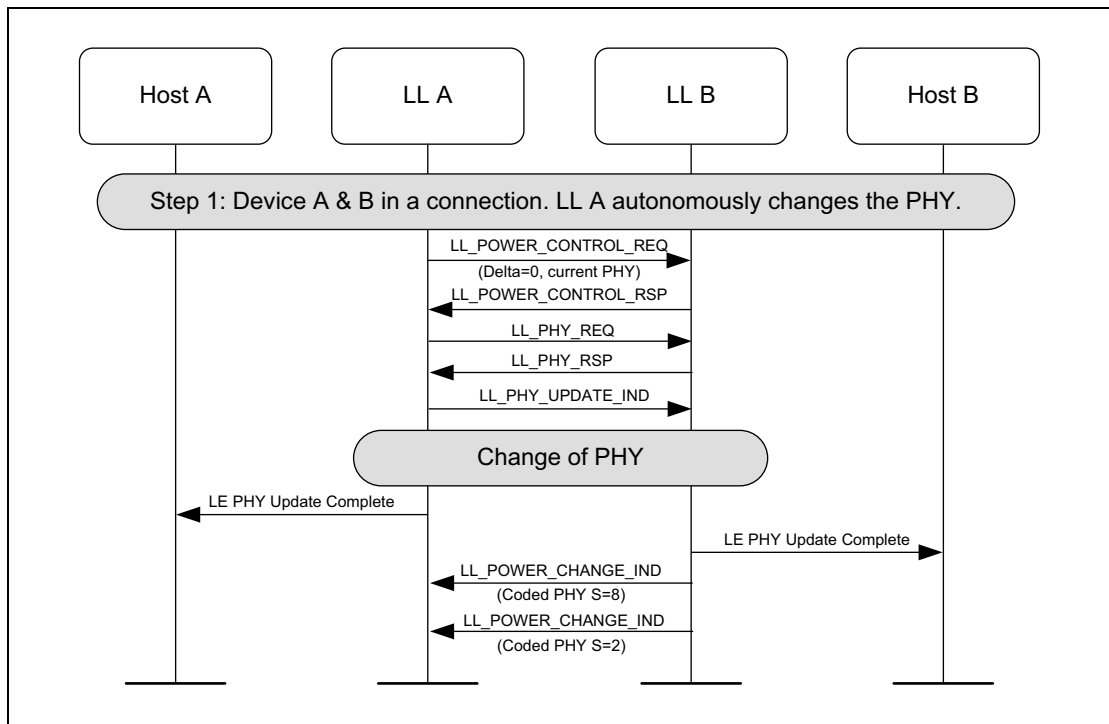 Host A
LL A
LL B
Host B
Step 1: Device A & B in a connection. LL A autonomously changes the PHY.
LL_POWER_CONTROL_REQ
(Delta=0, current PHY)
LL_POWER_CONTROL_RSP
LL_PHY_REQ
LL_PHY_RSP
LL_PHY_UPDATE_IND
Change of PHY
LE PHY Update Complete
LE PHY Update Complete
LL_POWER_CHANGE_IND
(Coded PHY S=8)
LL_POWER_CHANGE_IND
(Coded PHY S=2)